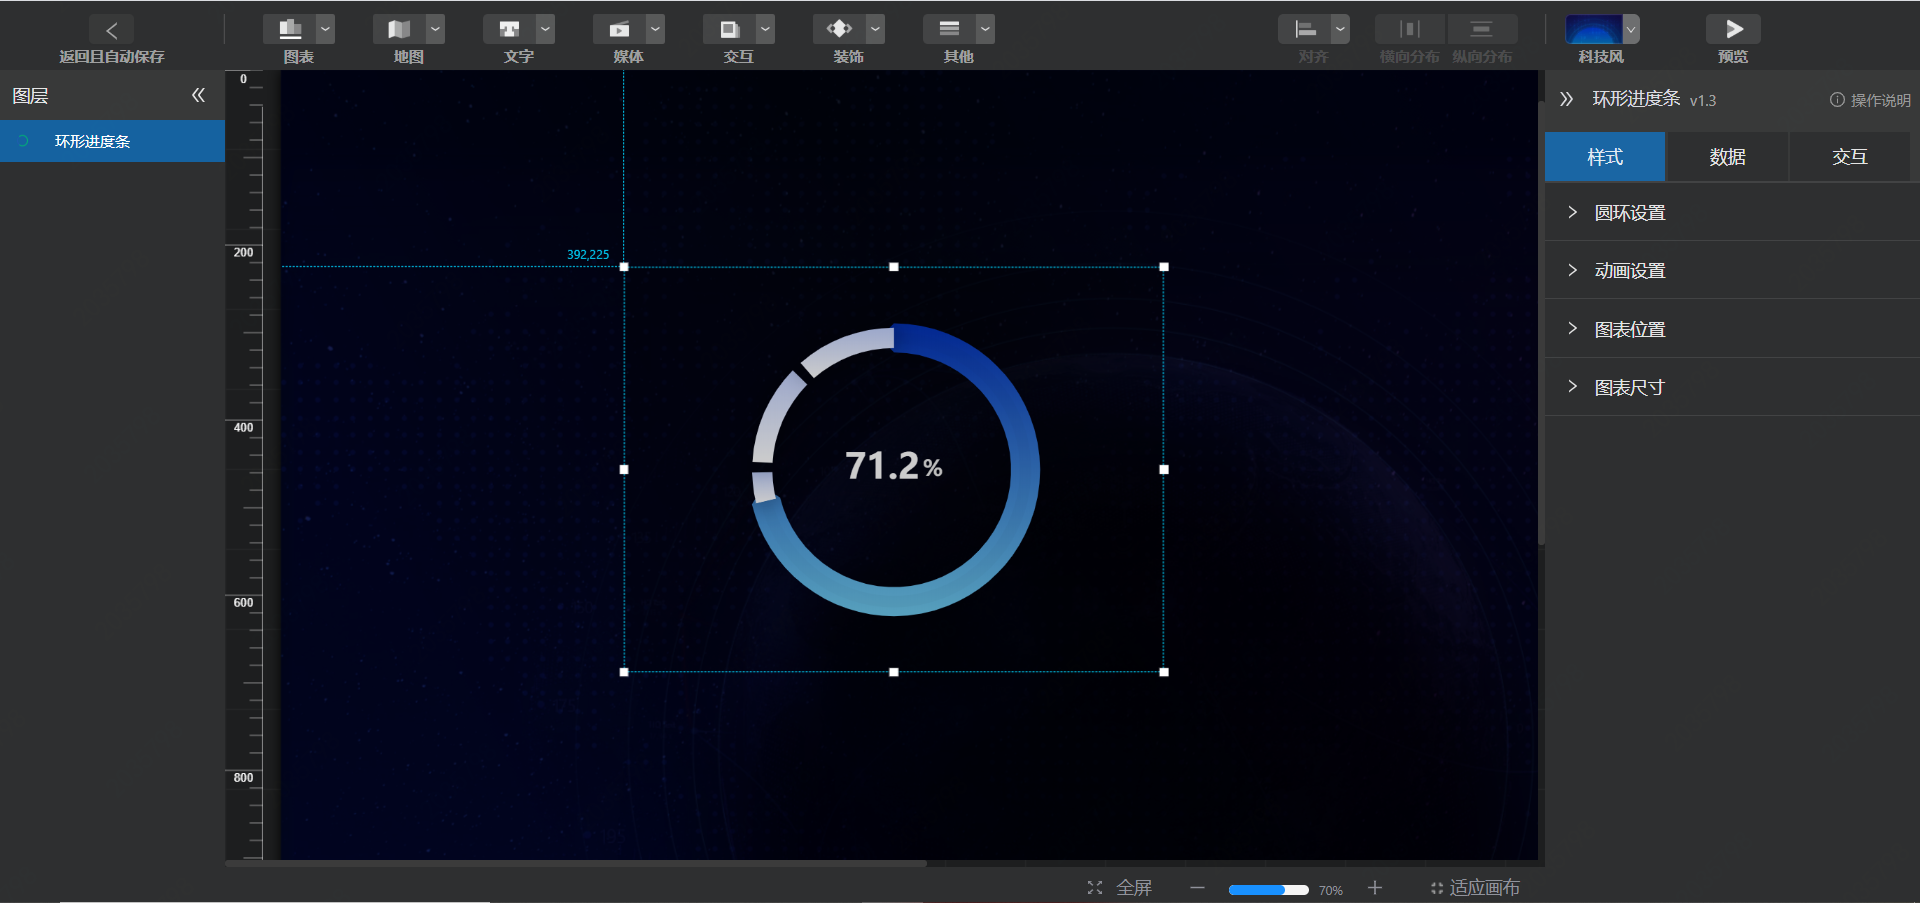 返回且自动保存
图表
地图
文字
媒体
交互
装饰
其他
对齐
横向分布
纵向分布
科技风
预览
图层
环形进度条
0
200
400
600
800
392,225
71.2%
环形进度条 v1.3
操作说明
样式
数据
交互
圆环设置
动画设置
图表位置
图表尺寸
全屏
70%
适应画布